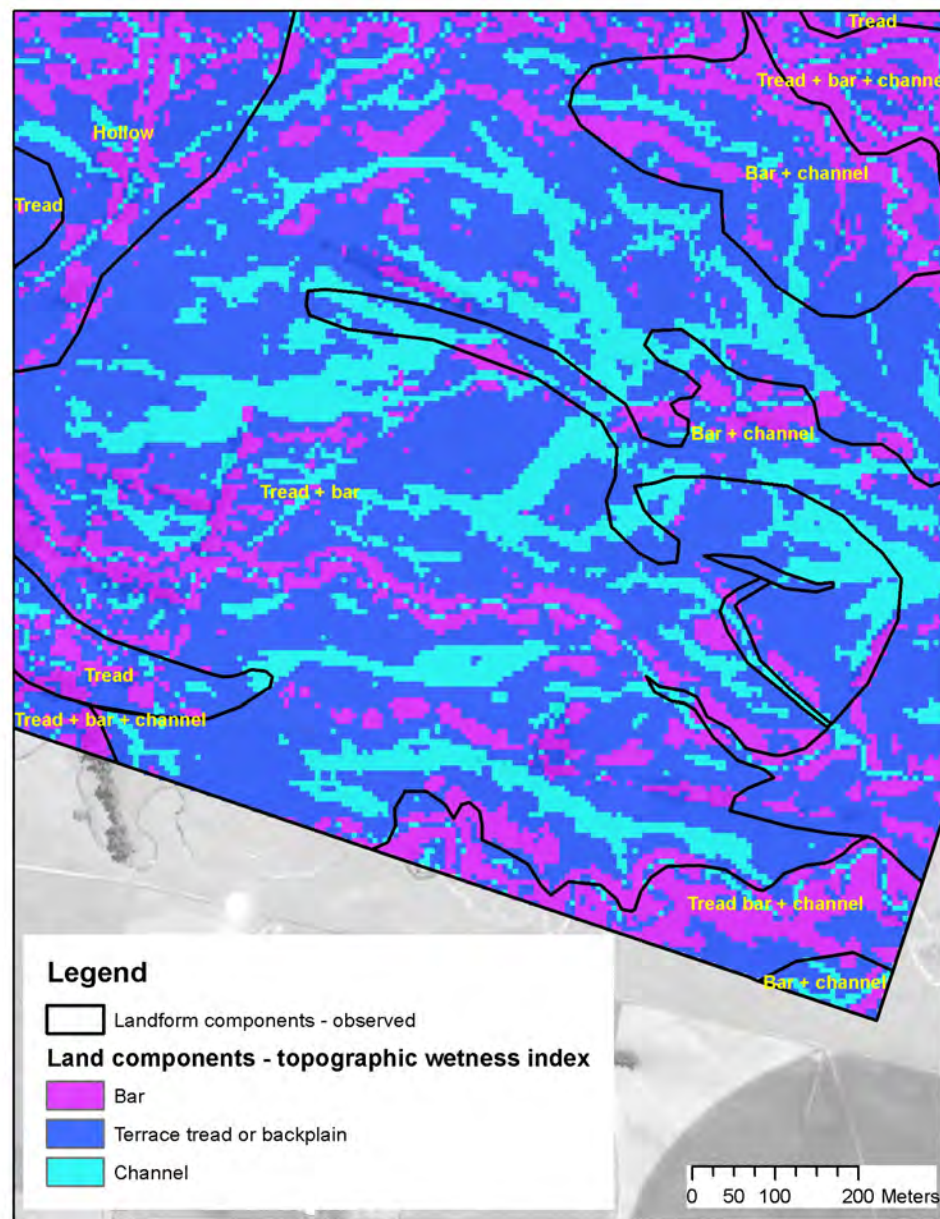 Tread
Tread + bar + channel
Hollow
Bar + channel
Tread
Bar + channel
Tread + bar
Tread
Tread + bar + channel
Tread bar + channel
Bar + channel
Legend
Landform components - observed
Land components - topographic wetness index
Bar
Terrace tread or backplain
Channel
0 50 100 200 Meters